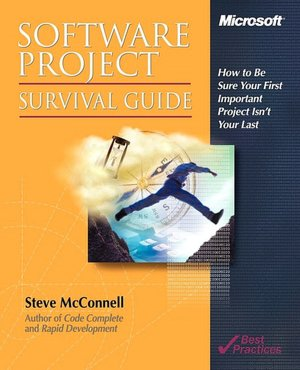 SOFTWARE
PROJECT
SURVIVAL GUIDE
Microsoft
How to Be
Sure Your First
Important
Project Isn't
Your Last
Steve McConnell
Author of Code Complete
and Rapid Development
Best
Practices